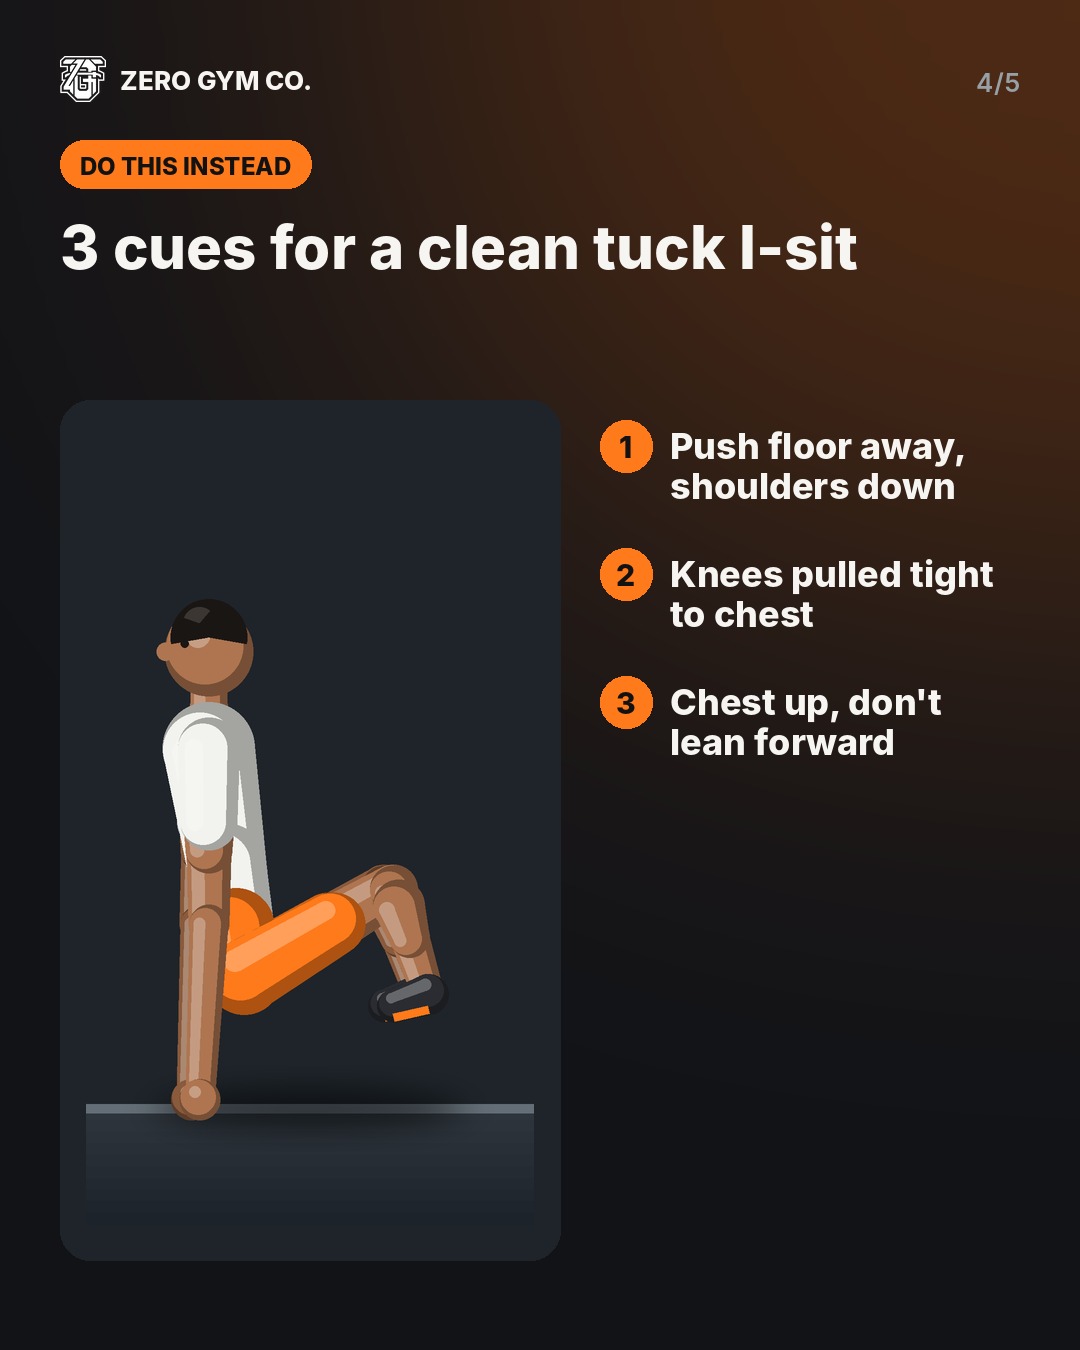 ZERO GYM CO.
4/5
DO THIS INSTEAD
3 cues for a clean tuck l-sit
1 Push floor away,
shoulders down
2 Knees pulled tight
to chest
3 Chest up, don't
lean forward